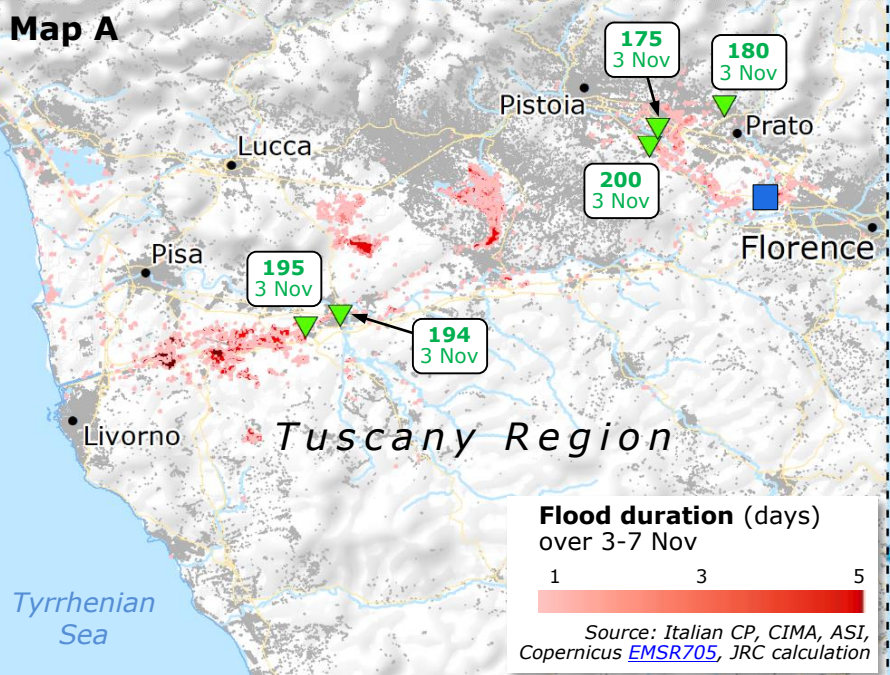 Map A
175
3 Nov
180
3 Nov
Pistoia
Prato
Lucca
200
3 Nov
Florence
Pisa
195
3 Nov
194
3 Nov
Livorno
Tuscany Region
Tyrrhenian
Sea
Flood duration (days)
over 3-7 Nov
1 3 5
Source: Italian CP, CIMA, ASI,
Copernicus EMSR705, JRC calculation